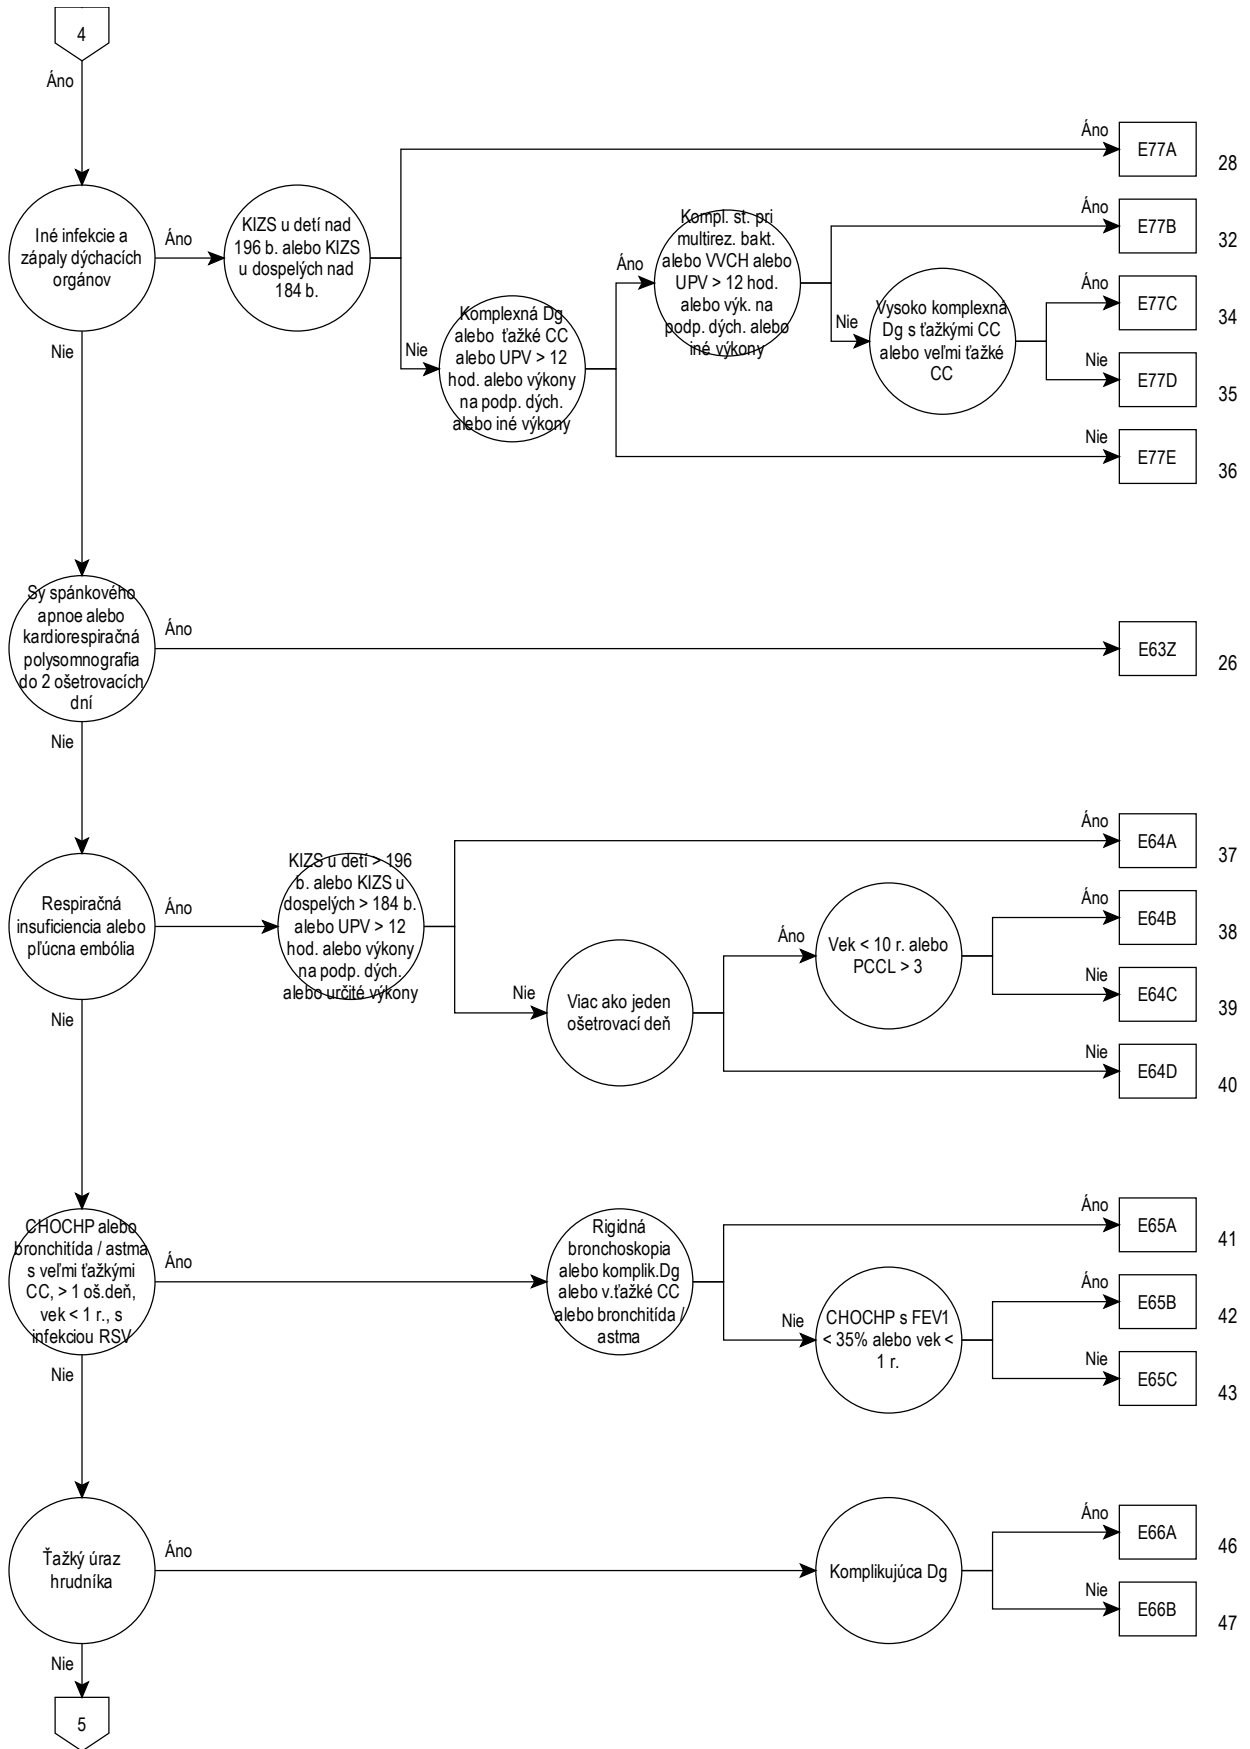 4
Áno
Iné infekcie a
zápaly dýchacích
orgánov
Áno
KIZS u detí nad
196 b. alebo KIZS
u dospelých nad
184 b.
Áno
E77A
28
Nie
Komplexná Dg
alebo ťažké CC
alebo UPV > 12
hod. alebo výkony
na podp. dých.
alebo iné výkony
Áno
Kompl. st. pri
multirez. bakt.
alebo VVCH alebo
UPV > 12 hod.
alebo výk. na
podp. dých. alebo
iné výkony
Áno
E77B
32
Nie
Vysoko komplexná
Dg s ťažkými CC
alebo veľmi ťažké
CC
Áno
E77C
34
Nie
E77D
35
Nie
E77E
36
Nie
Sy spánkového
apnoe alebo
kardiorespiračná
polysomnografia
do 2 ošetrovacích
dní
Áno
E63Z
26
Nie
Respiračná
insuficiencia alebo
pľúcna embólia
Áno
KIZS u detí > 196
b. alebo KIZS u
dospelých > 184 b.
alebo UPV > 12
hod. alebo výkony
na podp. dých.
alebo určité výkony
Áno
E64A
37
Nie
Viac ako jeden
ošetrovací deň
Áno
Vek < 10 r. alebo
PCCL > 3
Áno
E64B
38
Nie
E64C
39
Nie
E64D
40
Nie
CHOCHP alebo
bronchitída / astma
s veľmi ťažkými
CC, > 1 oš.deň,
vek < 1 r., s
infekciou RSV
Áno
Rigidná
bronchoskopia
alebo komplik.Dg
alebo v.ťažké CC
alebo bronchitída /
astma
Áno
E65A
41
Nie
CHOCHP s FEV1
< 35% alebo vek <
1 r.
Áno
E65B
42
Nie
E65C
43
Nie
Ťažký úraz
hrudníka
Áno
Komplikujúca Dg
Áno
E66A
46
Nie
E66B
47
Nie
5